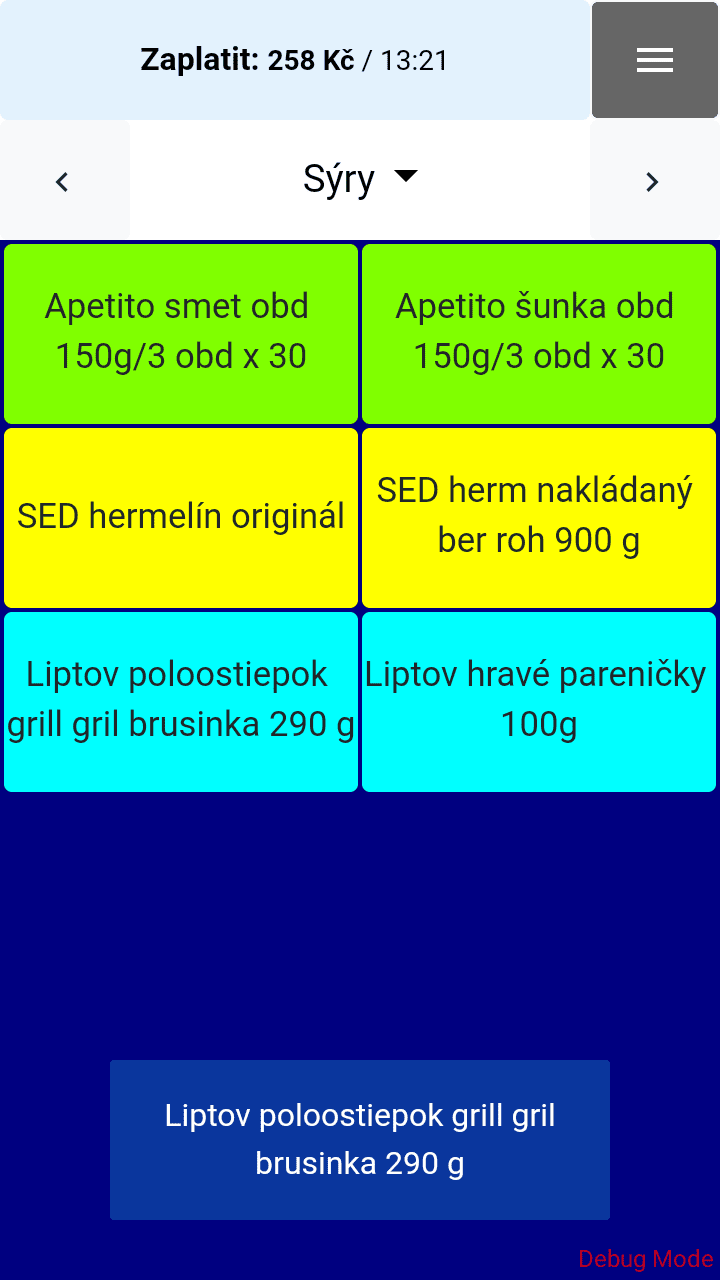 Zaplatit: 258 Kč / 13:21
Sýry
Apetito smet obd
150g/3 obd x 30
Apetito šunka obd
150g/3 obd x 30
SED hermelín originál
SED herm nakládaný
ber roh 900 g
Liptov poloostiepok
grill gril brusinka 290 g
Liptov hravé pareničky
100g
Liptov poloostiepok grill gril
brusinka 290 g
Debug Mode